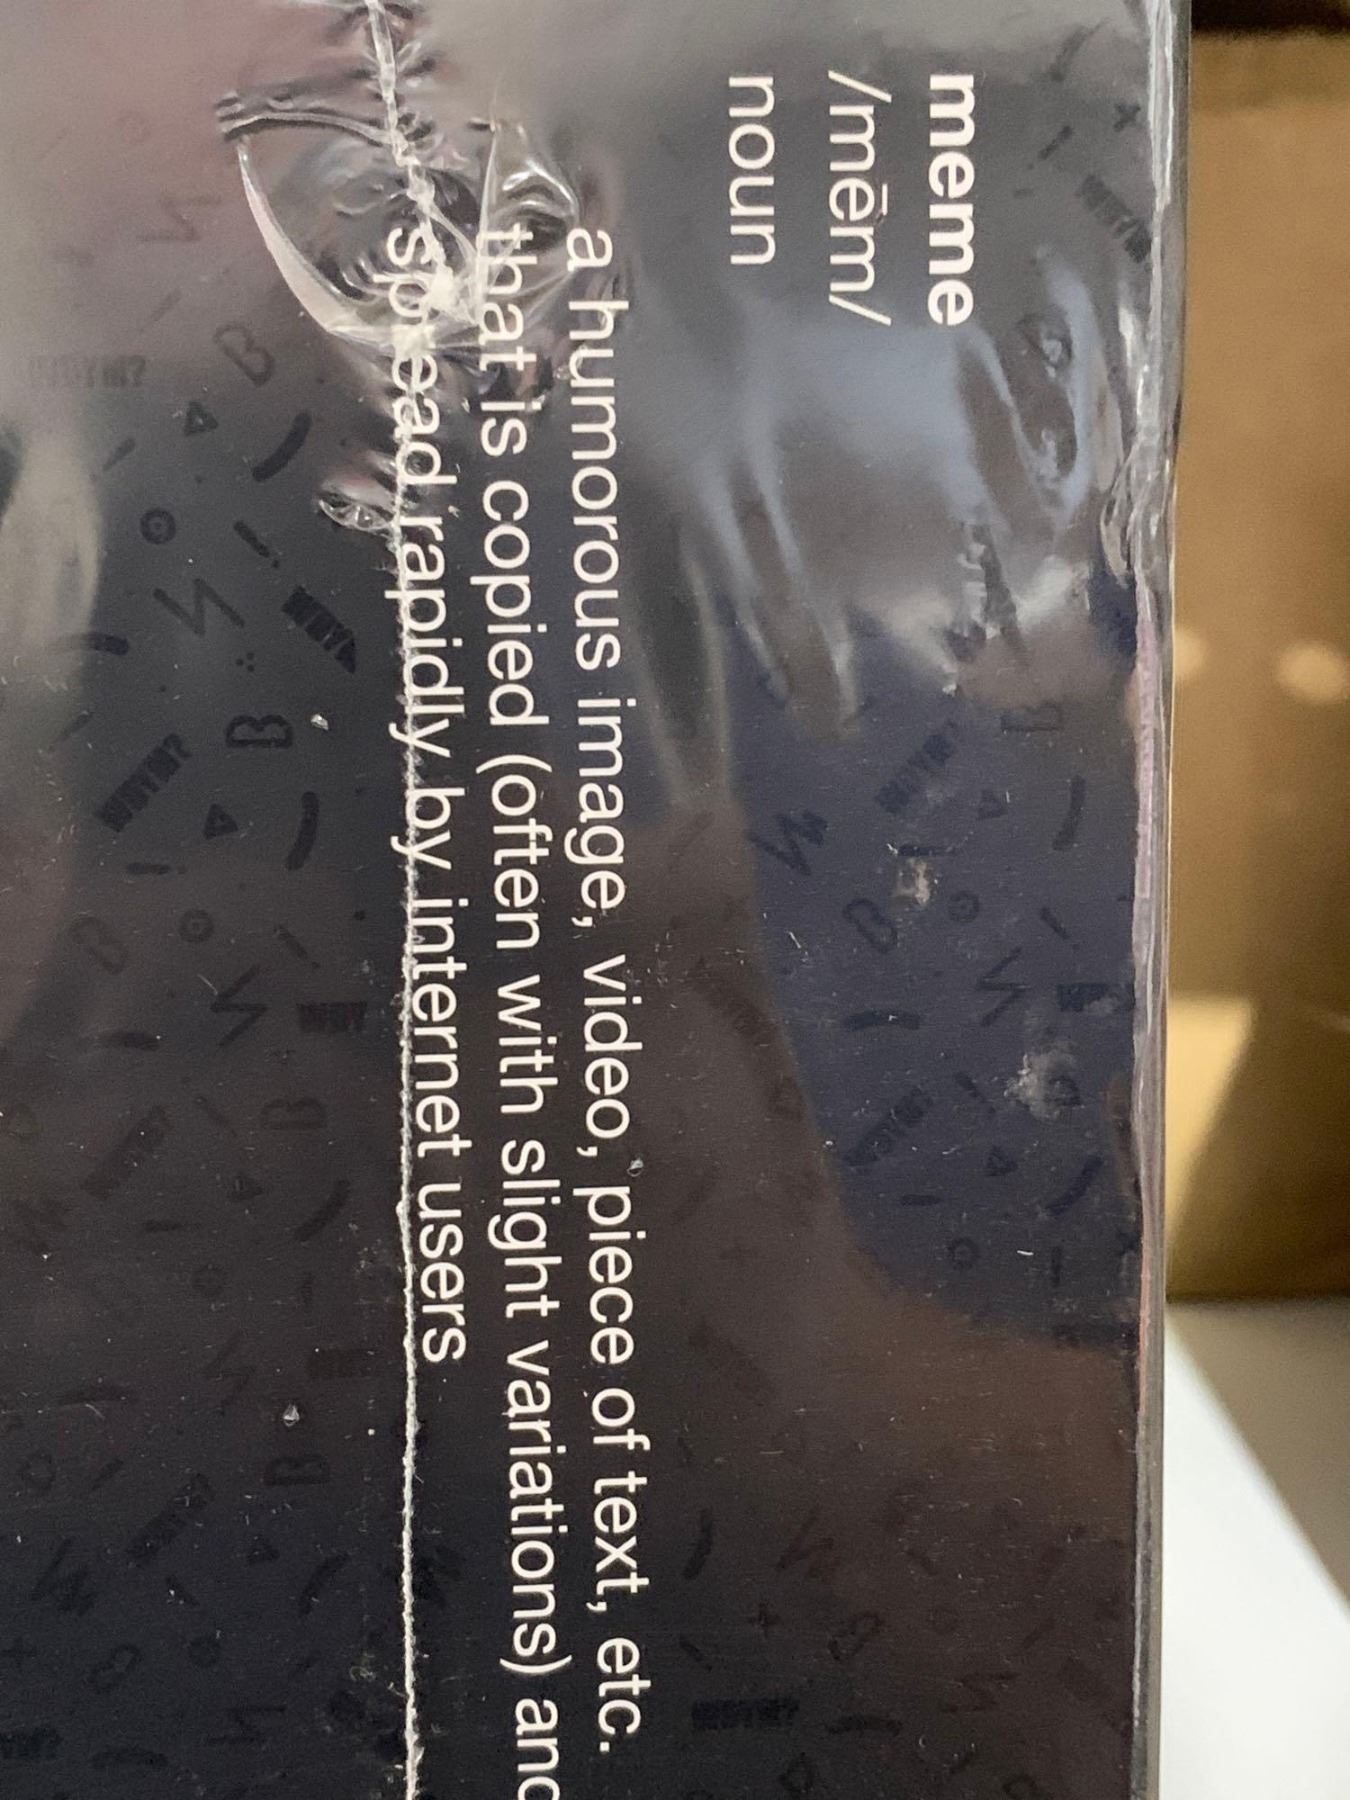 meme
/mēm/
noun
a humorous image, video, piece of text, etc.
that is copied (often with slight variations) and
spread rapidly by internet users